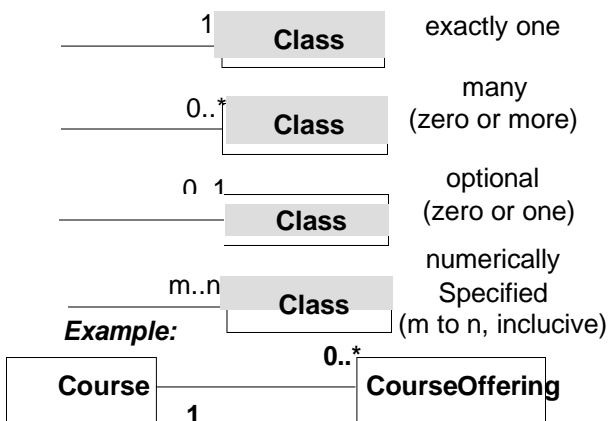 1 Class exactly one
many
0..* Class (zero or more)
optional
0..1 Class (zero or one)
numerically
m..n Class Specified
(m to n, inclucive)
Example:
0..*
Course CourseOffering
1